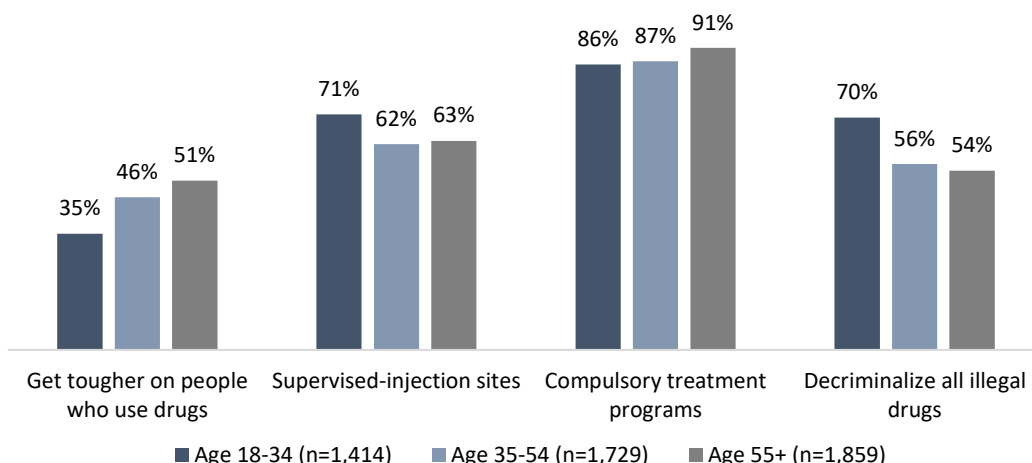 35%
46%
51%
71%
62%
63%
86%
87%
91%
70%
56%
54%
Get tougher on people
who use drugs
Supervised-injection sites
Compulsory treatment
programs
Decriminalize all illegal
drugs
Age 18-34 (n=1,414)
Age 35-54 (n=1,729)
Age 55+ (n=1,859)